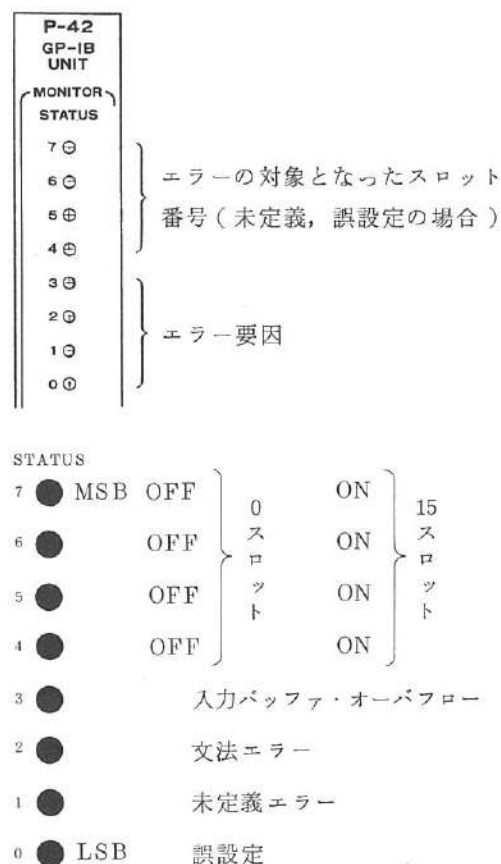 P-42
GP-IB
UNIT
MONITOR
STATUS
7
6
5
4
エラーの対象となったスロット
番号(未定義,誤設定の場合)
3
2
1
0
エラー要因
STATUS
7 MSB OFF ON
6 OFF ON
5 OFF ON
4 OFF ON
0スロット
15スロット
3 入力バッファ・オーバフロー
2 文法エラー
1 未定義エラー
0 LSB 誤設定